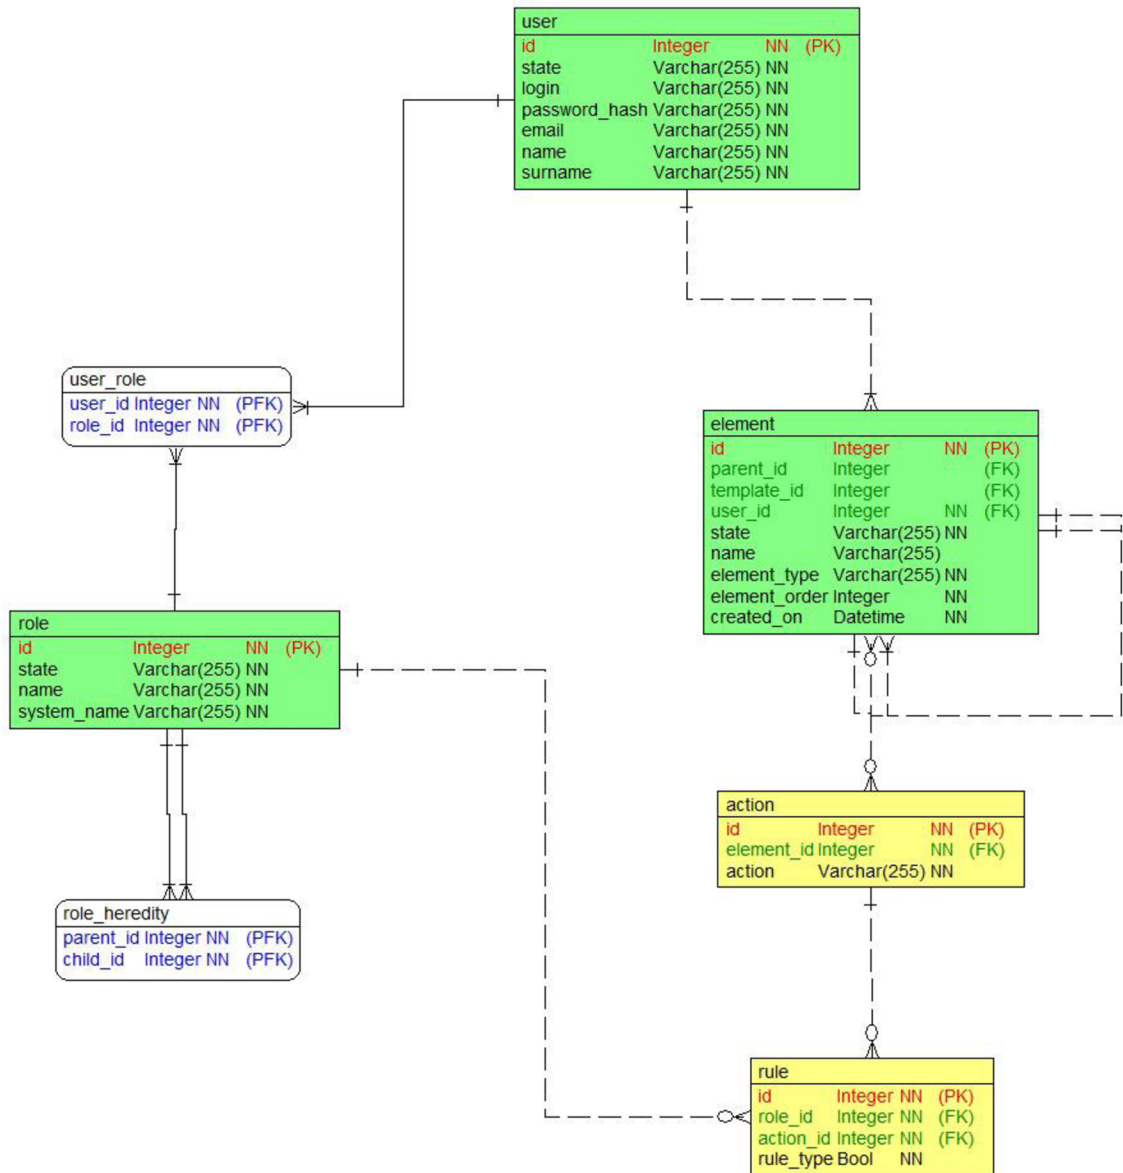 user
id Integer NN (PK)
state Varchar(255) NN
login Varchar(255) NN
password_hash Varchar(255) NN
email Varchar(255) NN
name Varchar(255) NN
surname Varchar(255) NN
user_role
user_id Integer NN (PFK)
role_id Integer NN (PFK)
element
id Integer NN (PK)
parent_id Integer (FK)
template_id Integer (FK)
user_id Integer NN (FK)
state Varchar(255) NN
name Varchar(255)
element_type Varchar(255) NN
element_order Integer NN
created_on Datetime NN
role
id Integer NN (PK)
state Varchar(255) NN
name Varchar(255) NN
system_name Varchar(255) NN
action
id Integer NN (PK)
element_id Integer NN (FK)
action Varchar(255) NN
role_heredity
parent_id Integer NN (PFK)
child_id Integer NN (PFK)
rule
id Integer NN (PK)
role_id Integer NN (FK)
action_id Integer NN (FK)
rule_type Bool NN